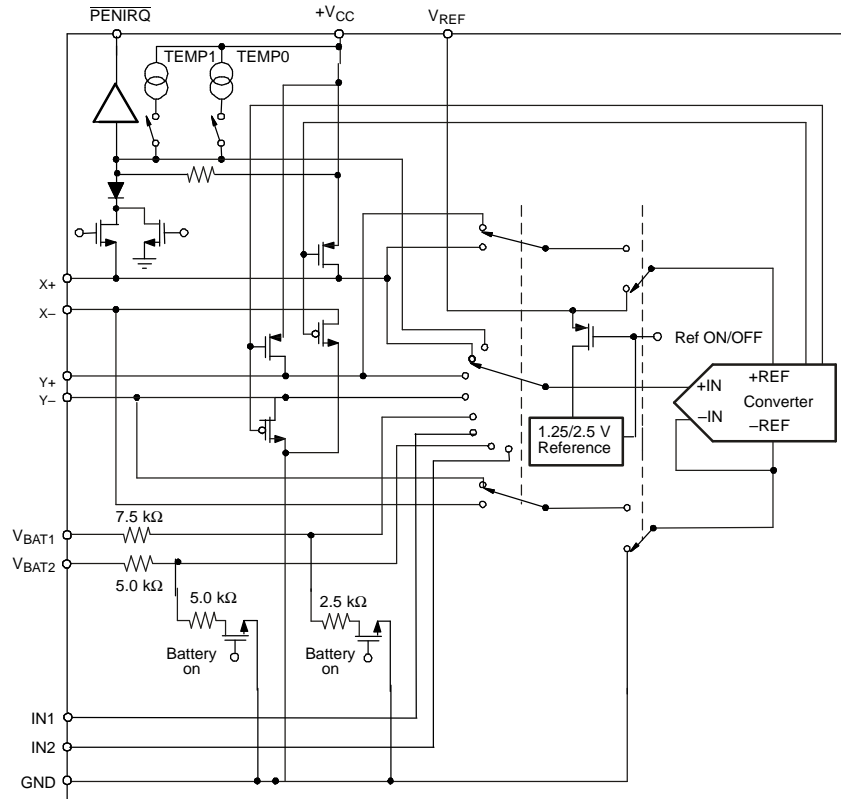 PENIRQ
+VCC
VREF
TEMP1
TEMP0
X+
X–
Y+
Y–
Ref ON/OFF
+IN
+REF
Converter
–IN
–REF
1.25/2.5 V
Reference
7.5 kΩ
VBAT1
VBAT2
5.0 kΩ
5.0 kΩ
2.5 kΩ
Battery
on
Battery
on
IN1
IN2
GND